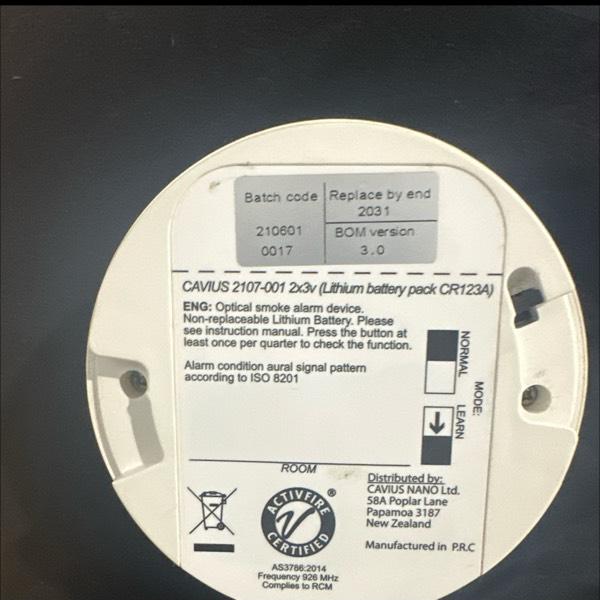 Batch code
210601
0017
Replace by end
2031
BOM version
3.0
CAVIUS 2107-001 2x3v (Lithium battery pack CR123A)
ENG: Optical smoke alarm device.
Non-replaceable Lithium Battery. Please
see instruction manual. Press the button at
least once per quarter to check the function.
Alarm condition aural signal pattern
according to ISO 8201
NORMAL
MODE:
LEARN
ROOM
ACTIVFIRE®
CERTIFIED
AS3786:2014
Frequency 926 MHz
Complies to RCM
Distributed by:
CAVIUS NANO Ltd.
58A Poplar Lane
Papamoa 3187
New Zealand
Manufactured in P.R.C